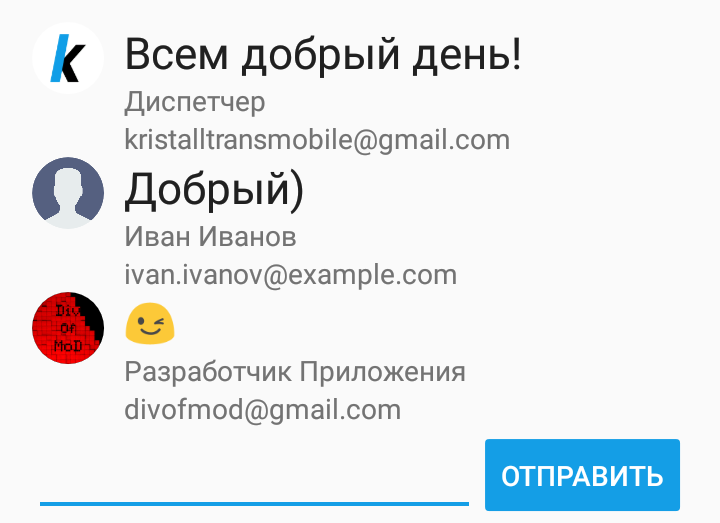 k
Всем добрый день!
Диспетчер
kristalltransmobile@gmail.com
Добрый)
Иван Иванов
ivan.ivanov@example.com
Div
Of
MoD
😉
Разработчик Приложения
divofmod@gmail.com
ОТПРАВИТЬ